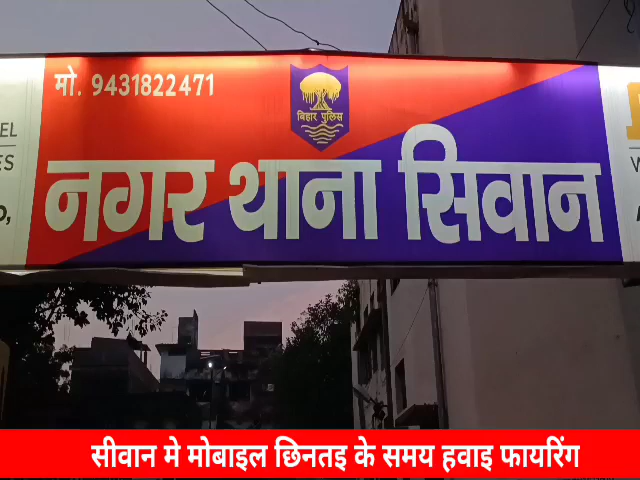 मो. 9431822471
बिहार पुलिस
नगर थाना सिवान
सीवान मे मोबाइल छिनतइ के समय हवाइ फायरिंग